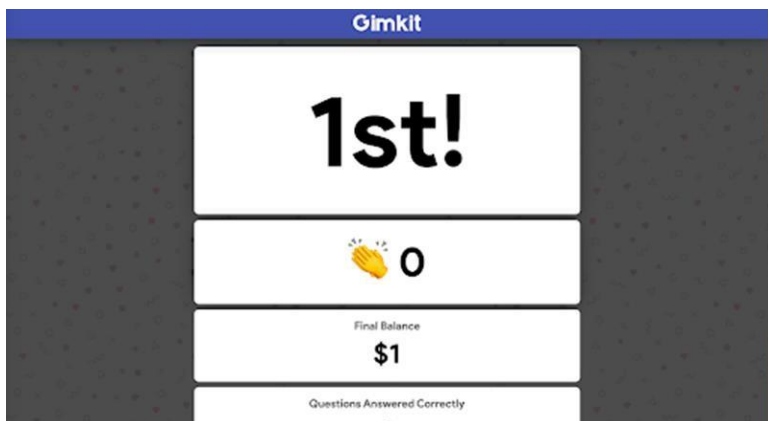 Gimkit
1st!
👏 0
Final Balance
$1
Questions Answered Correctly